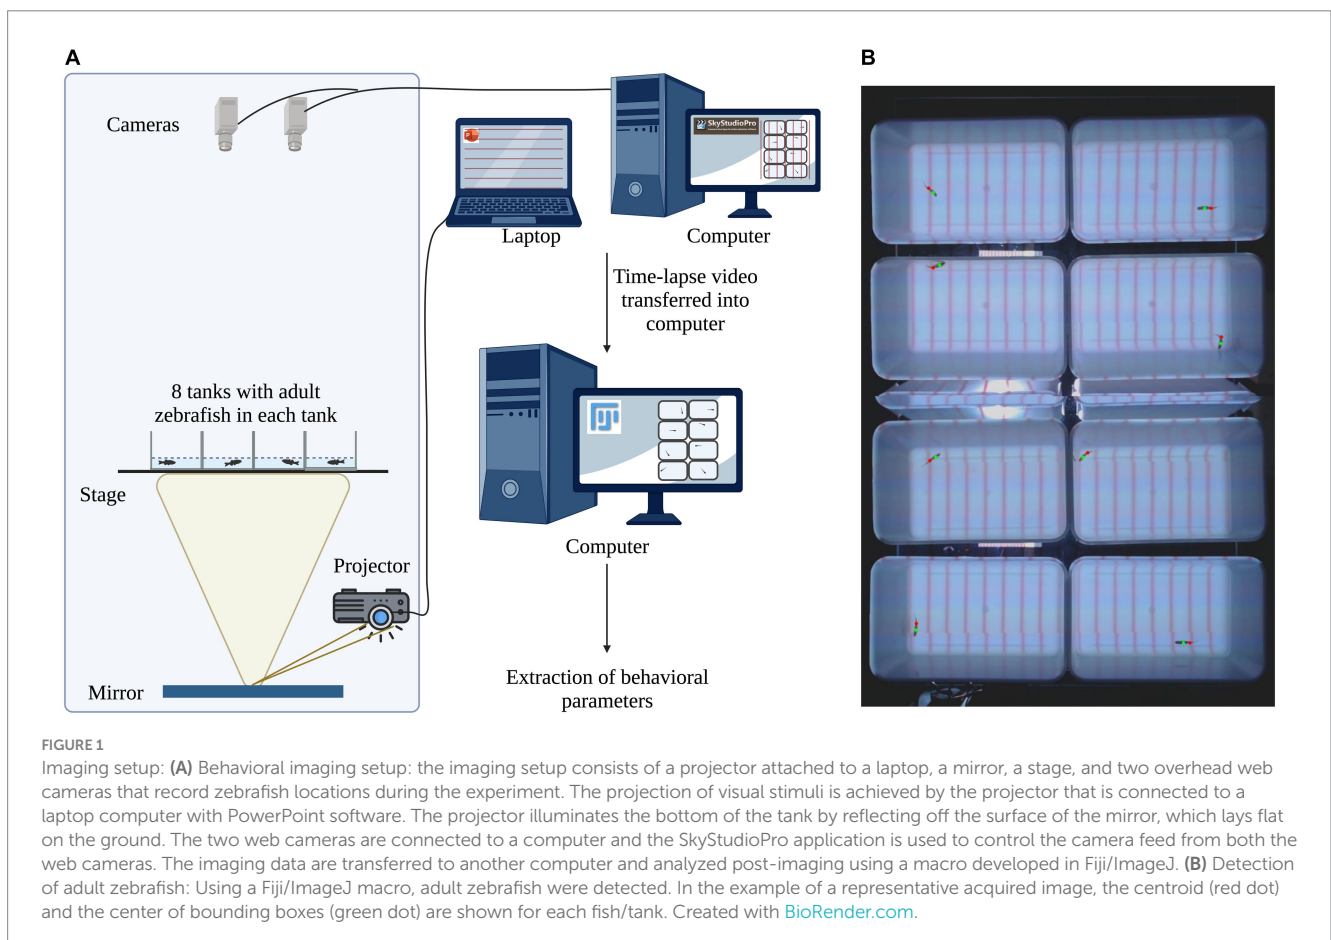 A
B
Cameras
SkyStudioPro
Laptop
Computer
Time-lapse video
transferred into
computer
8 tanks with adult
zebrafish in each tank
Stage
Projector
Computer
Mirror
Extraction of behavioral
parameters
FIGURE 1
Imaging setup: (A) Behavioral imaging setup: the imaging setup consists of a projector attached to a laptop, a mirror, a stage, and two overhead web
cameras that record zebrafish locations during the experiment. The projection of visual stimuli is achieved by the projector that is connected to a
laptop computer with PowerPoint software. The projector illuminates the bottom of the tank by reflecting off the surface of the mirror, which lays flat
on the ground. The two web cameras are connected to a computer and the SkyStudioPro application is used to control the camera feed from both the
web cameras. The imaging data are transferred to another computer and analyzed post-imaging using a macro developed in Fiji/ImageJ. (B) Detection
of adult zebrafish: Using a Fiji/ImageJ macro, adult zebrafish were detected. In the example of a representative acquired image, the centroid (red dot)
and the center of bounding boxes (green dot) are shown for each fish/tank. Created with BioRender.com.